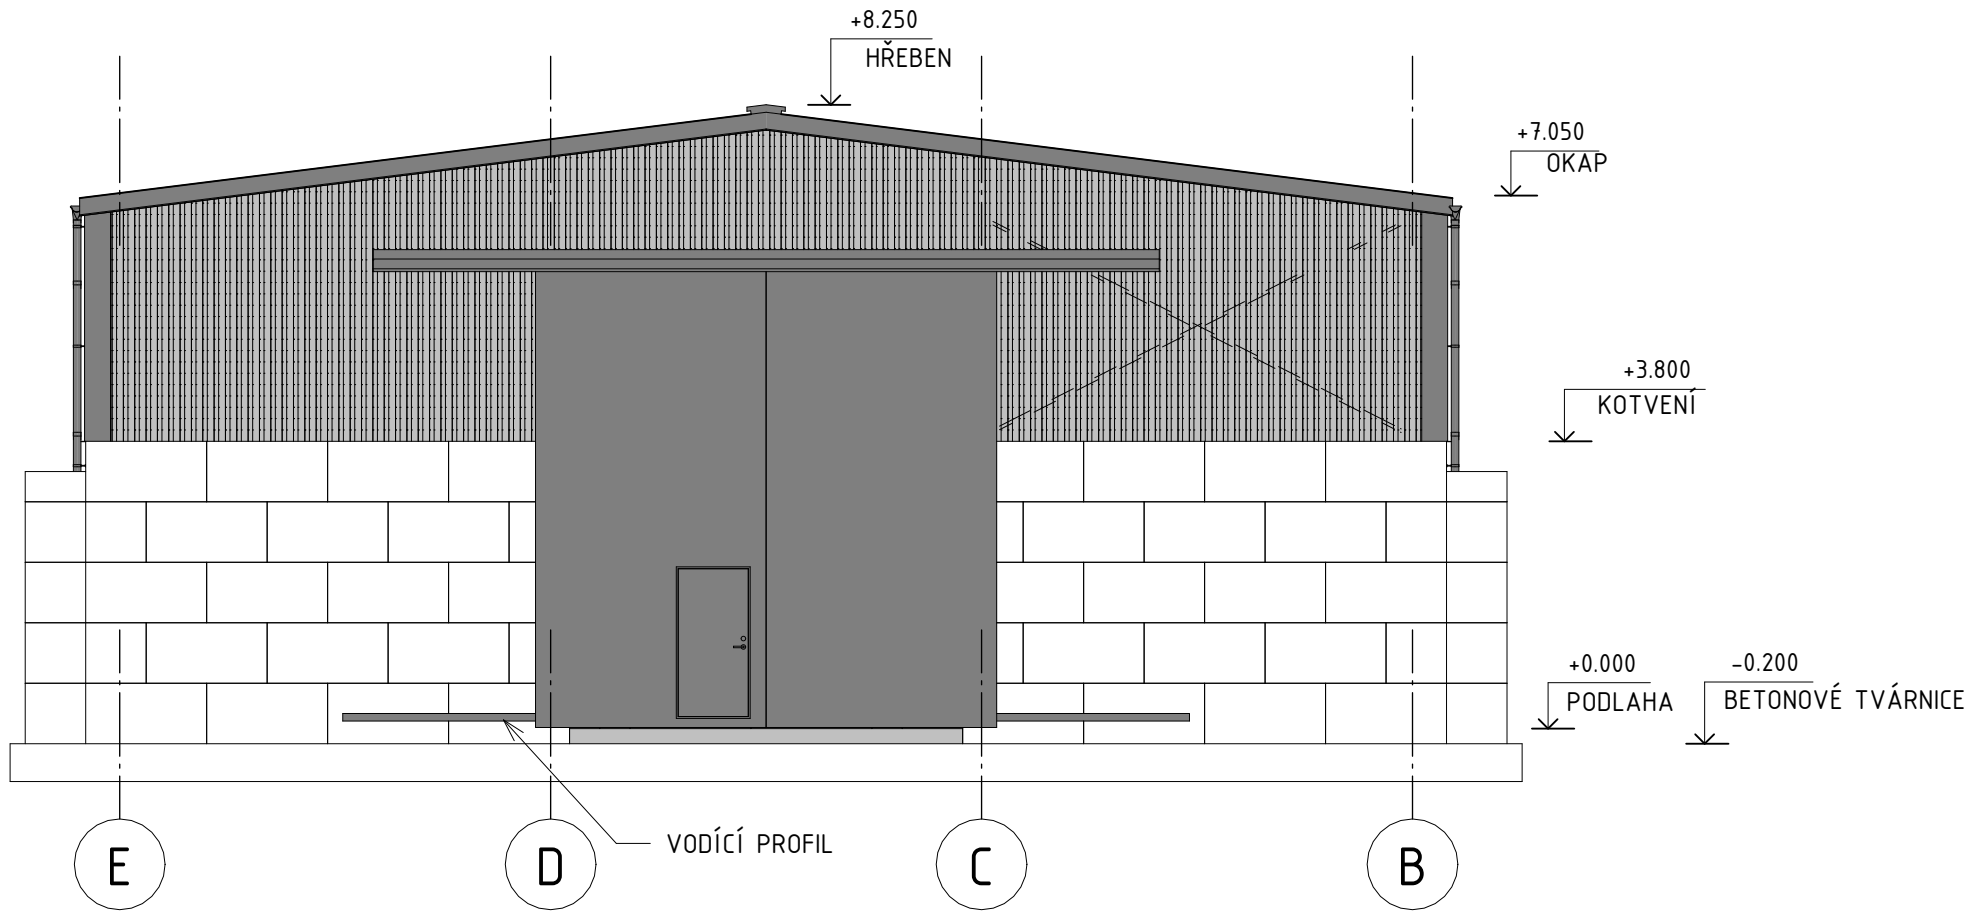 +8.250
HŘEBEN
+7.050
OKAP
+3.800
KOTVENÍ
+0.000
PODLAHA
-0.200
BETONOVÉ TVÁRNICE
VODÍCÍ PROFIL
E
D
C
B